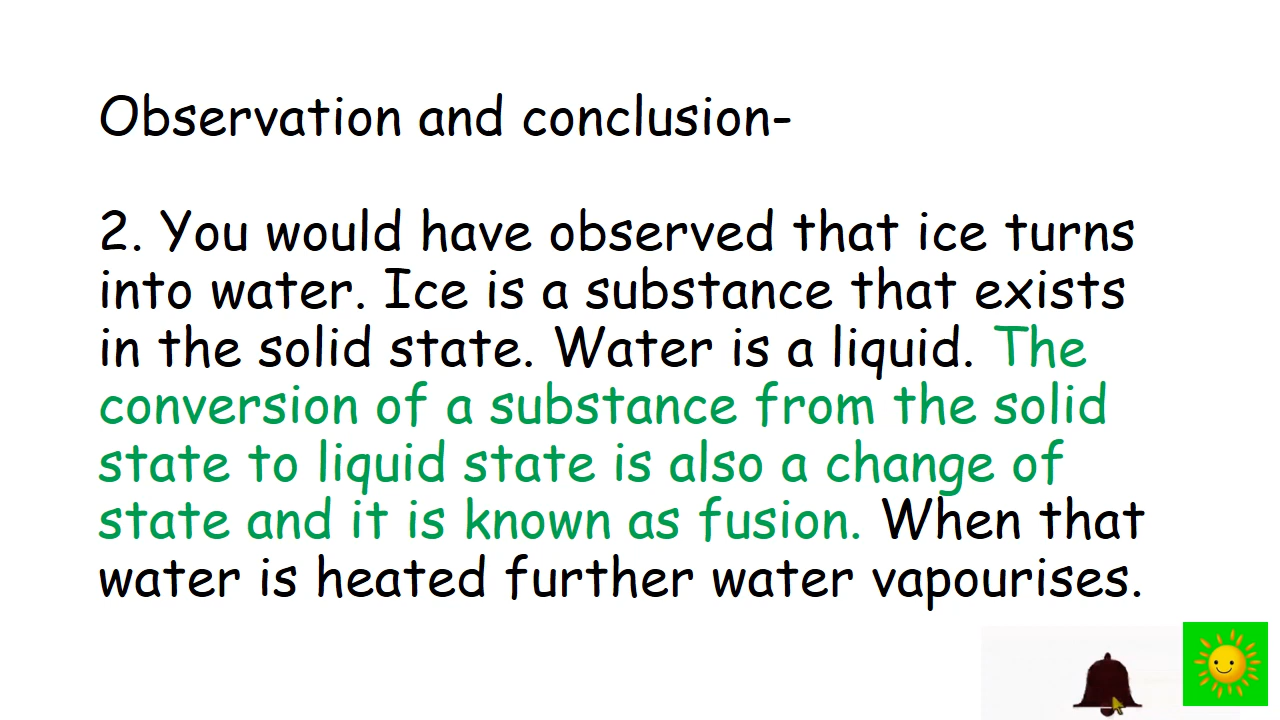 Observation and conclusion-
2. You would have observed that ice turns
into water. Ice is a substance that exists
in the solid state. Water is a liquid. The
conversion of a substance from the solid
state to liquid state is also a change of
state and it is known as fusion. When that
water is heated further water vapourises.